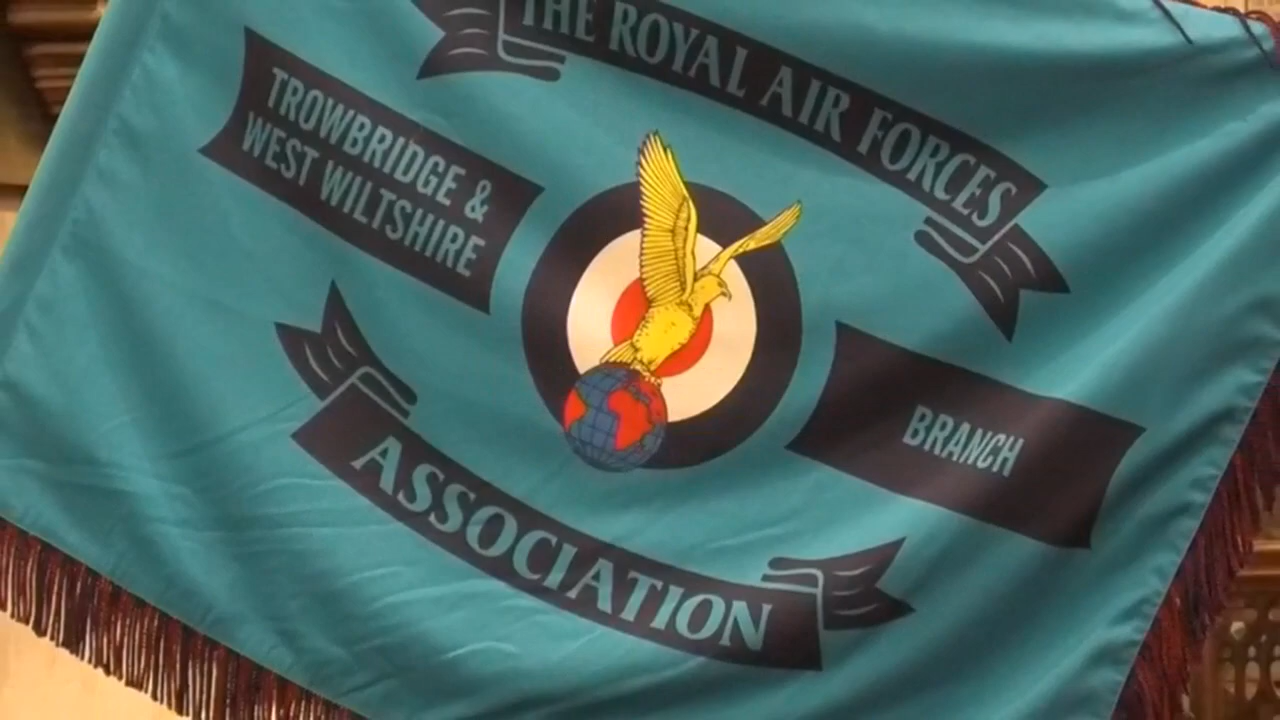 THE ROYAL AIR FORCES
TROWBRIDGE &
WEST WILTSHIRE
BRANCH
ASSOCIATION